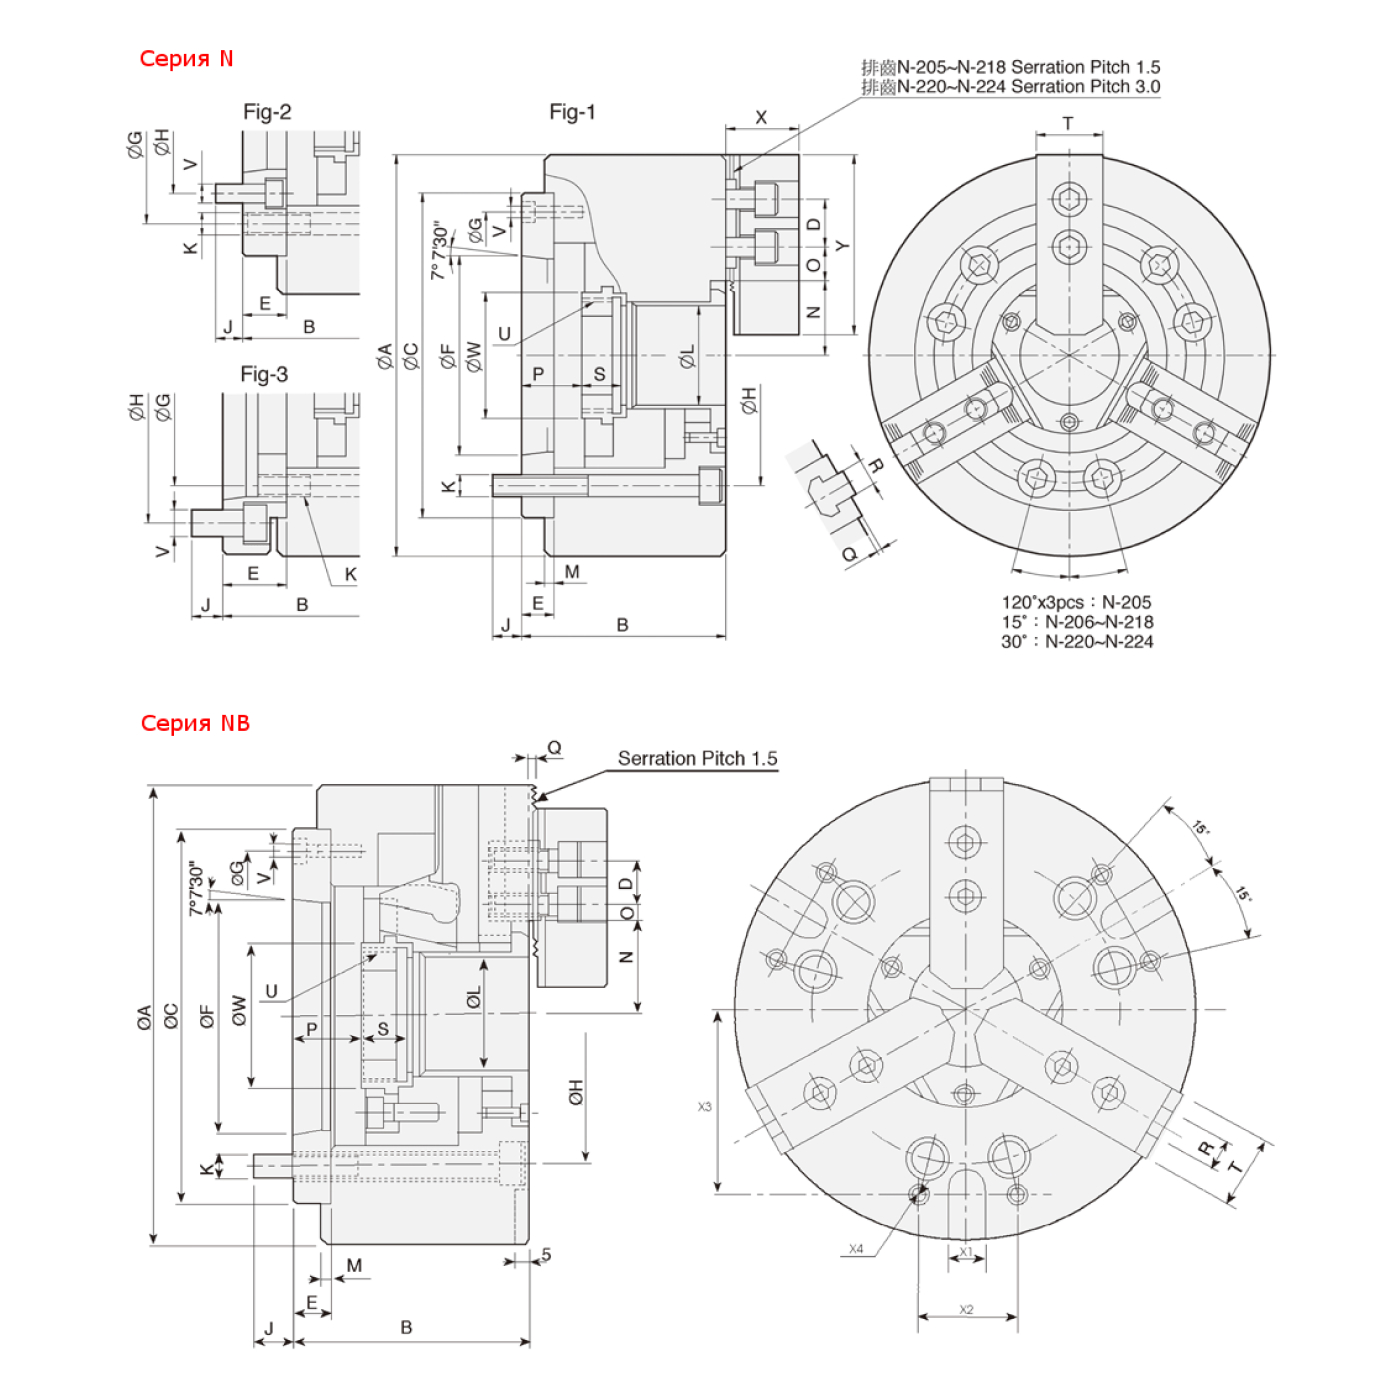 Серия N
排齒N-205~N-218 Serration Pitch 1.5
排齒N-220~N-224 Serration Pitch 3.0
Fig-2
Fig-1
ØG
ØH
V
K
E
J
B
X
T
ØA
ØC
7°7"30"
ØF
ØW
ØG
V
U
P
S
ØL
D
O
N
Y
ØH
K
M
E
J
B
R
Q
Fig-3
ØH
ØG
V
E
K
J
B
120°x3pcs：N-205
15°：N-206~N-218
30°：N-220~N-224
Серия NB
Q
Serration Pitch 1.5
ØA
ØC
7°7"30"
ØF
ØG
V
ØW
U
P
S
ØL
D
O
N
ØH
K
5
M
E
J
B
15°
15°
X3
R
T
X4
X1
X2